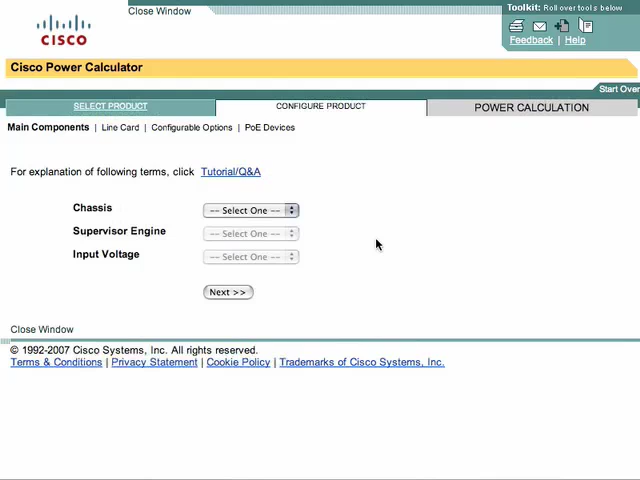 Close Window
Toolkit: Roll over tools below
CISCO
Feedback | Help
Cisco Power Calculator
Start Over
SELECT PRODUCT
CONFIGURE PRODUCT
POWER CALCULATION
Main Components | Line Card | Configurable Options | PoE Devices
For explanation of following terms, click Tutorial/Q&A
Chassis -- Select One --
Supervisor Engine -- Select One --
Input Voltage -- Select One --
Next >>
Close Window
© 1992-2007 Cisco Systems, Inc. All rights reserved.
Terms & Conditions | Privacy Statement | Cookie Policy | Trademarks of Cisco Systems, Inc.